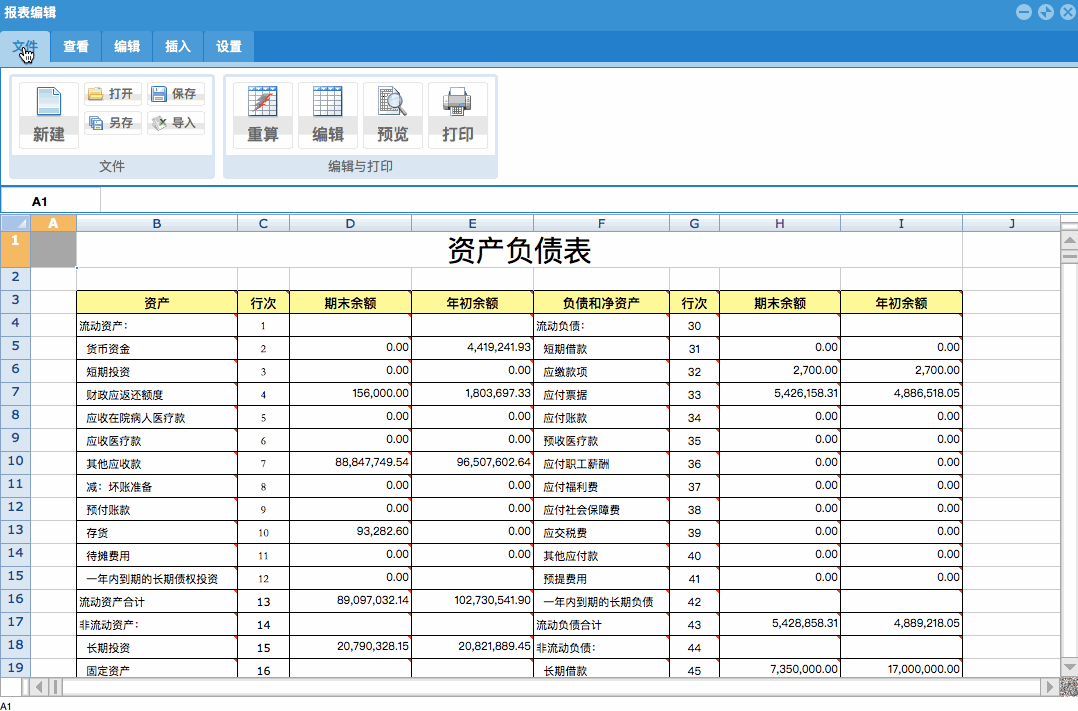 报表编辑
文件 查看 编辑 插入 设置
新建 打开 保存 另存 导入 重算 编辑 预览 打印
文件 编辑与打印
A1
A B C D E F G H I J
1 资产负债表
2
3 资产 行次 期末余额 年初余额 负债和净资产 行次 期末余额 年初余额
4 流动资产： 1 流动负债： 30
5 货币资金 2 0.00 4,419,241.93 短期借款 31 0.00 0.00
6 短期投资 3 0.00 0.00 应缴款项 32 2,700.00 2,700.00
7 财政应返还额度 4 156,000.00 1,803,697.33 应付票据 33 5,426,158.31 4,886,518.05
8 应收在院病人医疗款 5 0.00 0.00 应付账款 34 0.00 0.00
9 应收医疗款 6 0.00 0.00 预收医疗款 35 0.00 0.00
10 其他应收款 7 88,847,749.54 96,507,602.64 应付职工薪酬 36 0.00 0.00
11 减：坏账准备 8 0.00 0.00 应付福利费 37 0.00 0.00
12 预付账款 9 0.00 0.00 应付社会保障费 38 0.00 0.00
13 存货 10 93,282.60 0.00 应交税费 39 0.00 0.00
14 待摊费用 11 0.00 0.00 其他应付款 40 0.00 0.00
15 一年内到期的长期债权投资 12 0.00 预提费用 41 0.00 0.00
16 流动资产合计 13 89,097,032.14 102,730,541.90 一年内到期的长期负债 42
17 非流动资产： 14 流动负债合计 43 5,428,858.31 4,889,218.05
18 长期投资 15 20,790,328.15 20,821,889.45 非流动负债： 44
19 固定资产 16 长期借款 45 7,350,000.00 17,000,000.00
A1